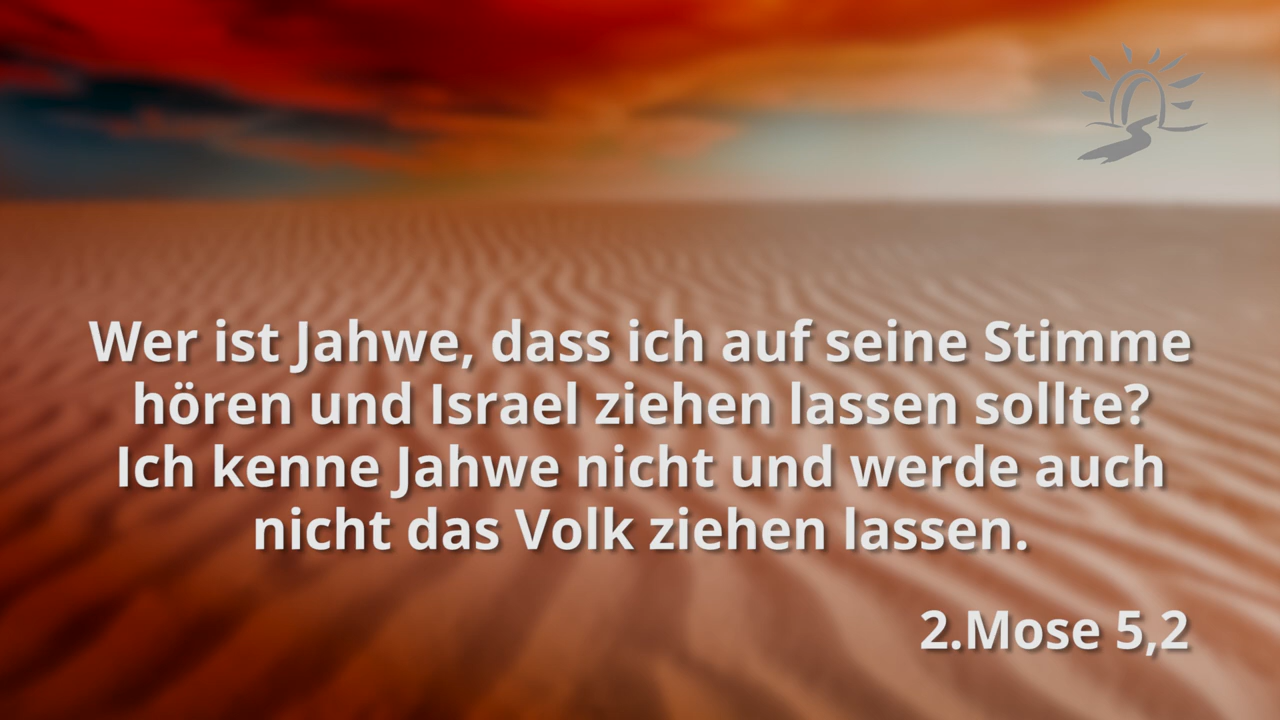 Wer ist Jahwe, dass ich auf seine Stimme
hören und Israel ziehen lassen sollte?
Ich kenne Jahwe nicht und werde auch
nicht das Volk ziehen lassen.
2.Mose 5,2